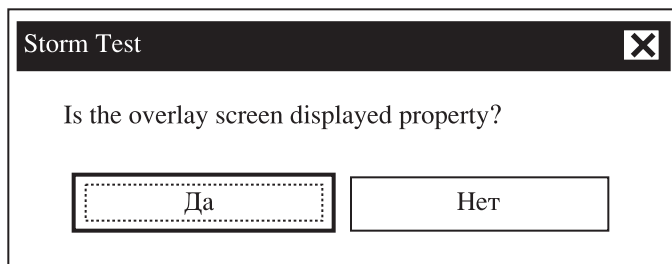 Storm Test
Is the overlay screen displayed property?
Да Нет